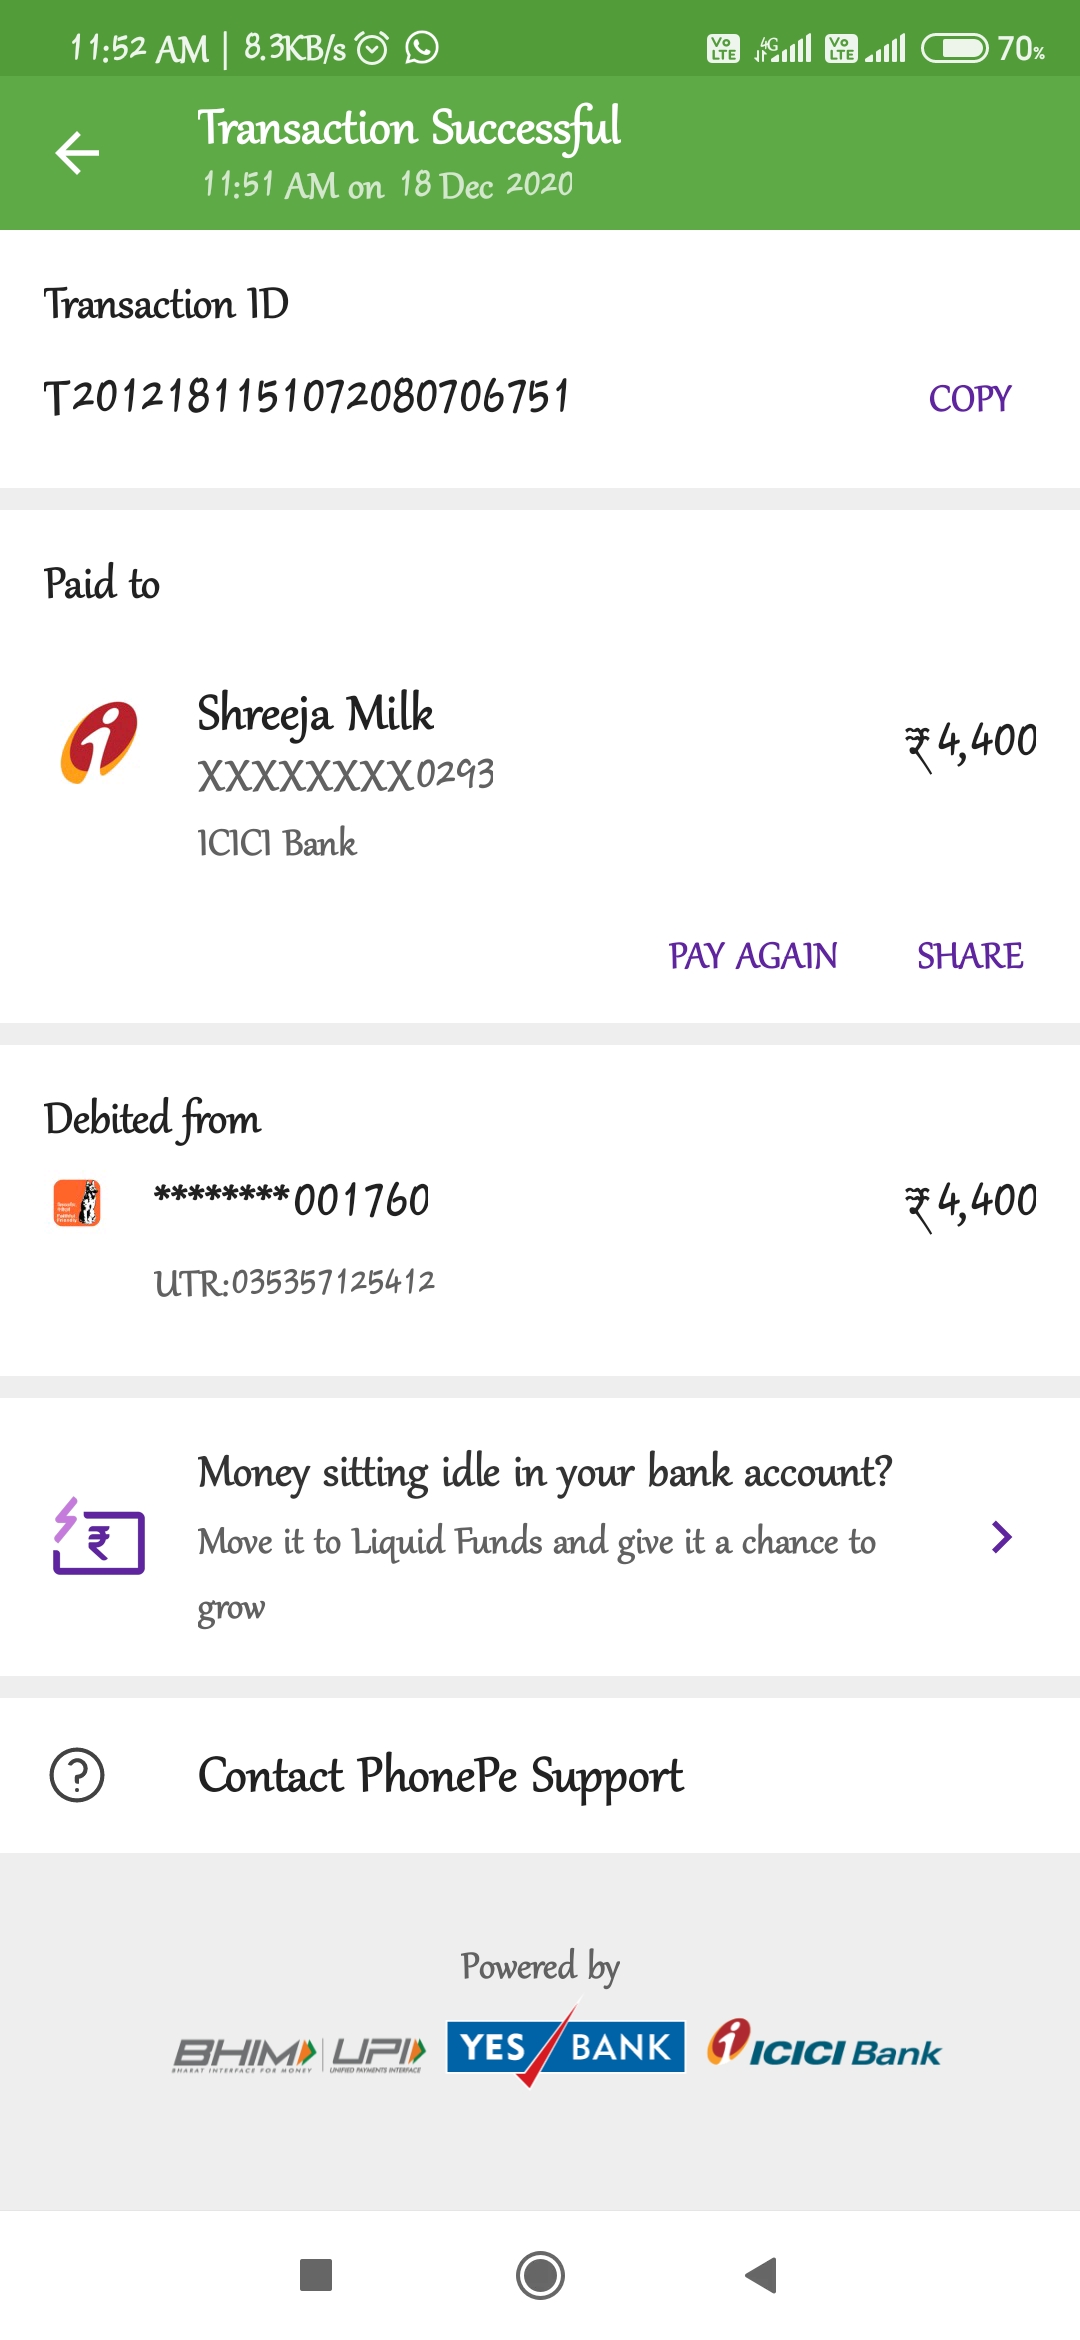 11:52 AM | 8.3KB/s
Vo LTE 4G Vo LTE 70%
Transaction Successful
11:51 AM on 18 Dec 2020
Transaction ID
T2012181151072080706751
COPY
Paid to
Shreeja Milk
₹4,400
XXXXXXXX0293
ICICI Bank
PAY AGAIN SHARE
Debited from
********001760
₹4,400
UTR:035357125412
Money sitting idle in your bank account?
Move it to Liquid Funds and give it a chance to
grow
Contact PhonePe Support
Powered by
BHIM UPI YES BANK ICICI Bank
BHARAT INTERFACE FOR MONEY UNIFIED PAYMENTS INTERFACE